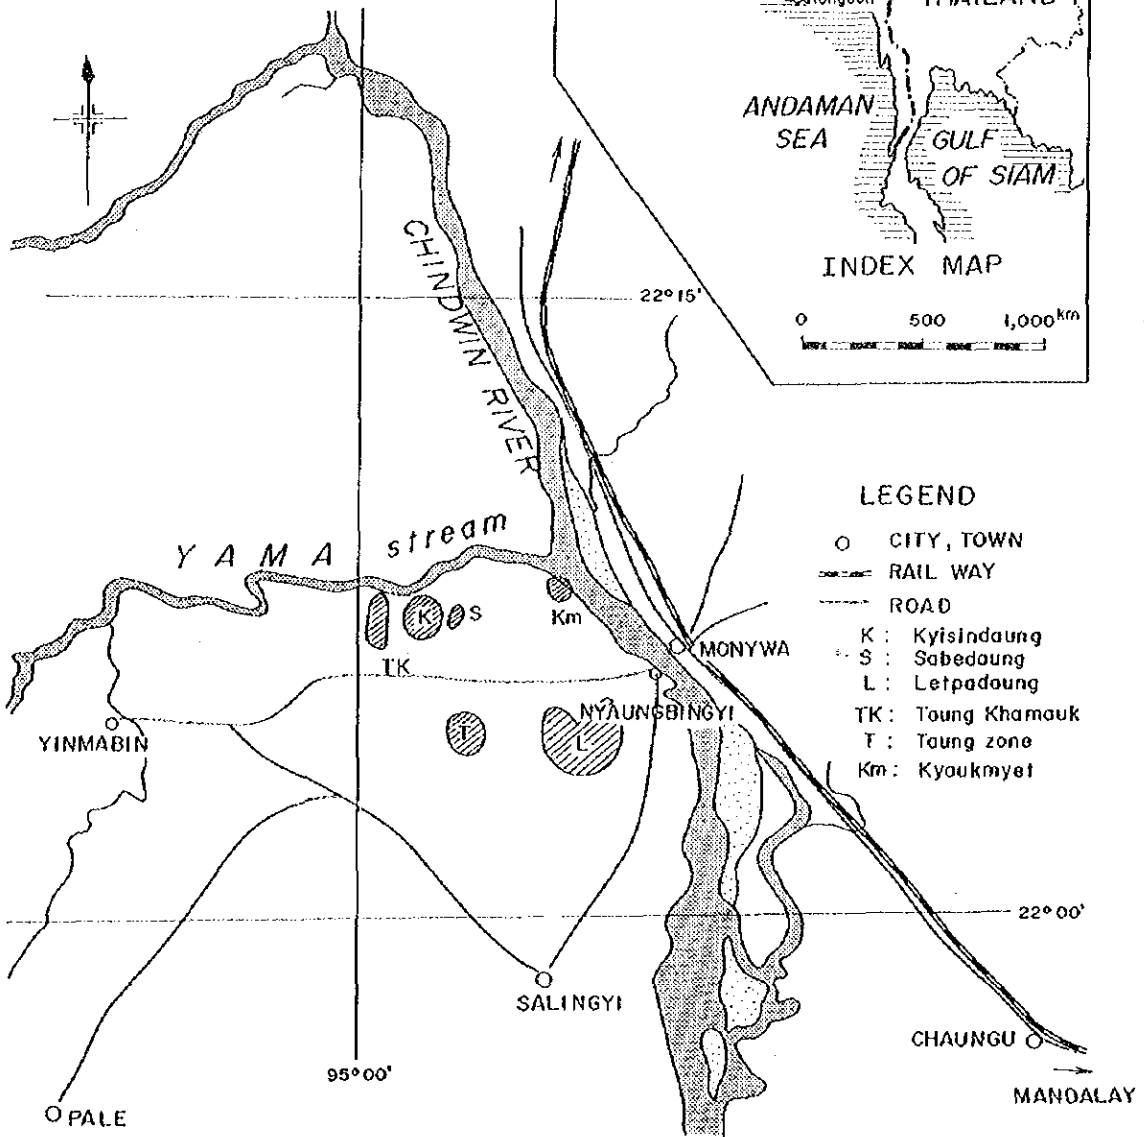 THAILAND
ANDAMAN
SEA
GULF
OF SIAM
INDEX MAP
0 500 1,000km
CHINDWIN RIVER
22°15'
YAMA stream
K
S
Km
TK
MONYWA
NYAUNGBINGYI
YINMABIN
T
L
LEGEND
CITY, TOWN
RAIL WAY
ROAD
K : Kyisindaung
S : Sabedaung
L : Letpadaung
TK : Taung Khamauk
T : Taung zone
Km : Kyaukmyet
22°00'
SALINGYI
CHAUNGU
95°00'
MANDALAY
PALE